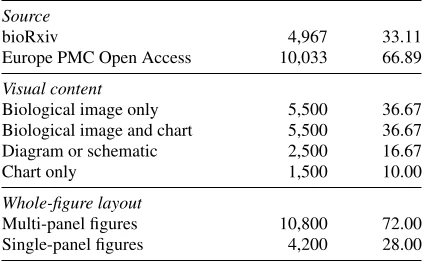 Source
bioRxiv 4,967 33.11
Europe PMC Open Access 10,033 66.89
Visual content
Biological image only 5,500 36.67
Biological image and chart 5,500 36.67
Diagram or schematic 2,500 16.67
Chart only 1,500 10.00
Whole-figure layout
Multi-panel figures 10,800 72.00
Single-panel figures 4,200 28.00